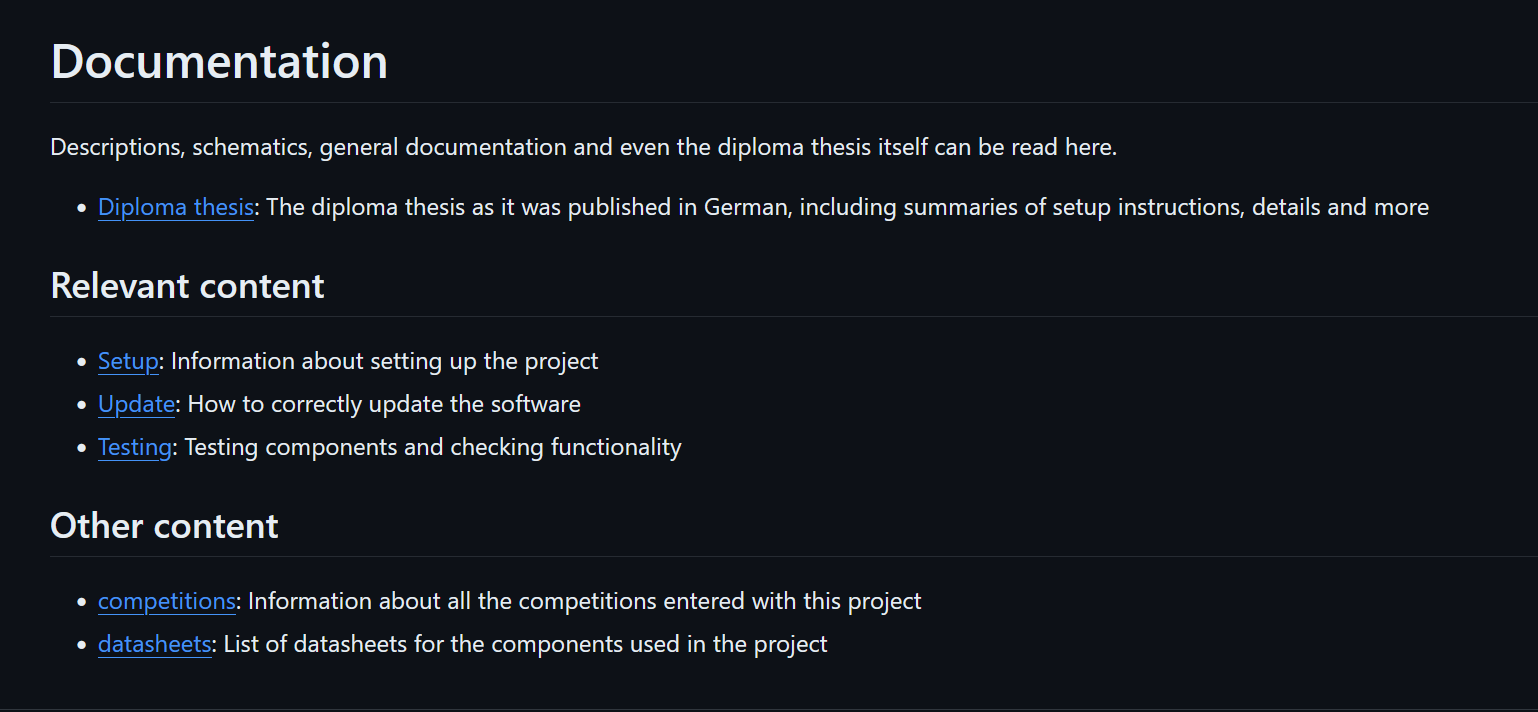 Documentation
Descriptions, schematics, general documentation and even the diploma thesis itself can be read here.
Diploma thesis: The diploma thesis as it was published in German, including summaries of setup instructions, details and more
Relevant content
Setup: Information about setting up the project
Update: How to correctly update the software
Testing: Testing components and checking functionality
Other content
competitions: Information about all the competitions entered with this project
datasheets: List of datasheets for the components used in the project